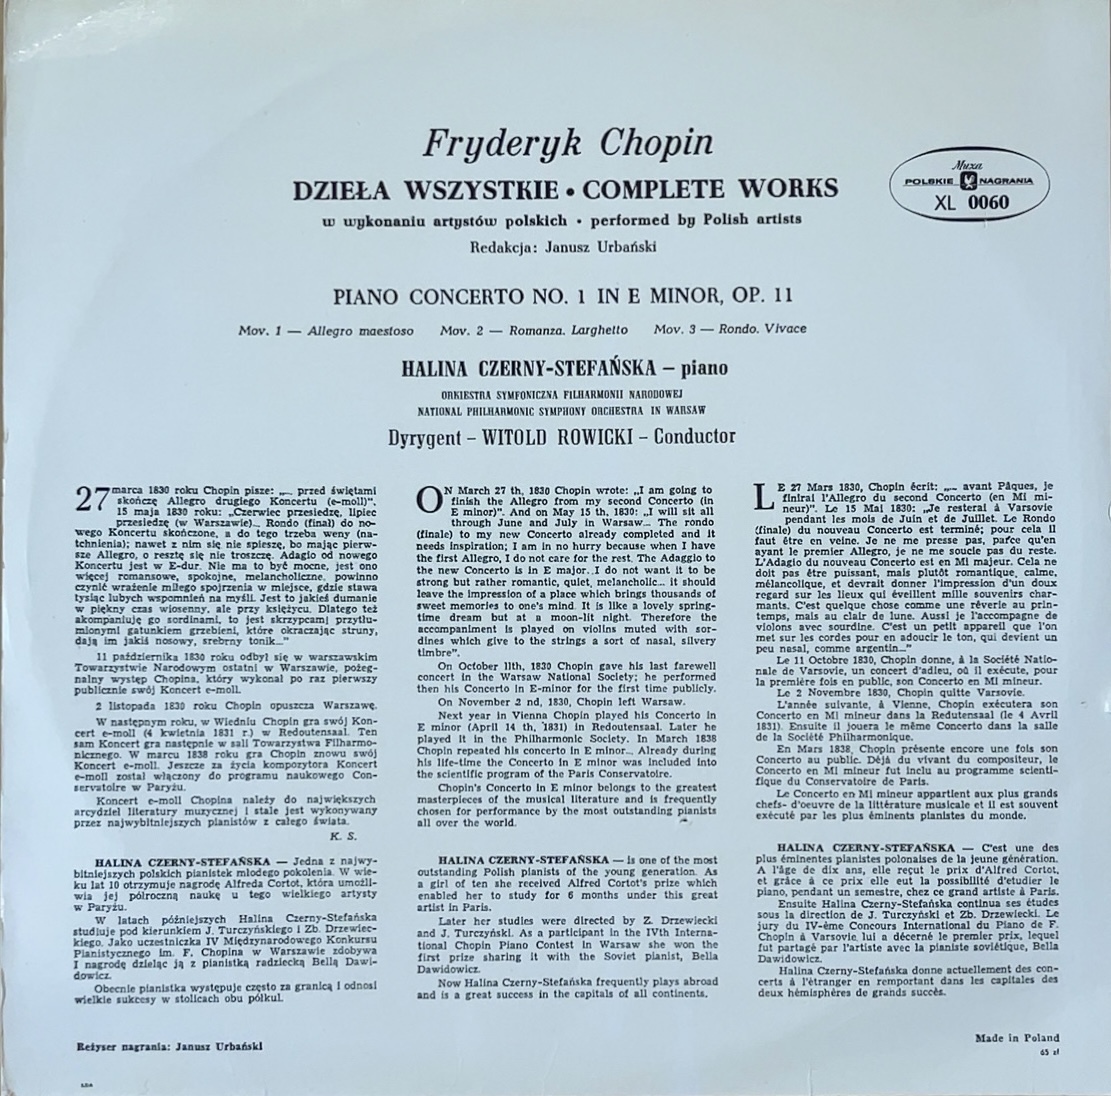 Fryderyk Chopin
DZIEŁA WSZYSTKIE • COMPLETE WORKS
w wykonaniu artystów polskich • performed by Polish artists
Redakcja: Janusz Urbański
Muza
POLSKIE NAGRANIA
XL 0060
PIANO CONCERTO NO. 1 IN E MINOR, OP. 11
Mov. 1 — Allegro maestoso Mov. 2 — Romanza. Larghetto Mov. 3 — Rondo. Vivace
HALINA CZERNY-STEFAŃSKA – piano
ORKIESTRA SYMFONICZNA FILHARMONII NARODOWEJ
NATIONAL PHILHARMONIC SYMPHONY ORCHESTRA IN WARSAW
Dyrygent – WITOLD ROWICKI – Conductor
27 marca 1830 roku Chopin pisze: „... przed świętami
skończę Allegro drugiego Koncertu (e-moll)".
15 maja 1830 roku: „Czerwiec przesiedzę, lipiec
przesiedzę (w Warszawie)... Rondo (finał) do no-
wego Koncertu skończone, a do tego trzeba weny (na-
tchnienia); nawet z nim się nie spieszę, bo mając pierw-
sze Allegro, o resztę się nie troszczę. Adagio od nowego
Koncertu jest w E-dur. Nie ma to być mocne, jest ono
więcej romansowe, spokojne, melancholiczne, powinno
czynić wrażenie miłego spojrzenia w miejsce, gdzie stawa
tysiąc lubych wspomnień na myśli. Jest to jakieś dumanie
w piękny czas wiosenny, ale przy księżycu. Dlatego też
akompaniuję go sordinami, to jest skrzypcami przytłu-
mionymi gatunkiem grzebieni, które okraczając struny,
dają im jakiś nosowy, srebrny tonik..."
11 października 1830 roku odbył się w warszawskim
Towarzystwie Narodowym ostatni w Warszawie, pożeg-
nalny występ Chopina, który wykonał po raz pierwszy
publicznie swój Koncert e-moll.
2 listopada 1830 roku Chopin opuszcza Warszawę.
W następnym roku, w Wiedniu Chopin gra swój Kon-
cert e-moll (4 kwietnia 1831 r.) w Redoutensaal. Ten
sam Koncert gra następnie w sali Towarzystwa Filharmo-
nicznego. W marcu 1838 roku gra Chopin znowu swój
Koncert e-moll. Jeszcze za życia kompozytora Koncert
e-moll został włączony do programu naukowego Con-
servatoire w Paryżu.
Koncert e-moll Chopina należy do największych
arcydzieł literatury muzycznej i stale jest wykonywany
przez najwybitniejszych pianistów z całego świata.
K. S.
HALINA CZERNY-STEFAŃSKA — Jedna z najwy-
bitniejszych polskich pianistek młodego pokolenia. W wie-
ku lat 10 otrzymuje nagrodę Alfreda Cortot, która umożli-
wia jej półroczną naukę u tego wielkiego artysty
w Paryżu.
W latach późniejszych Halina Czerny-Stefańska
studiuje pod kierunkiem J. Turczyńskiego i Zb. Drzewiec-
kiego. Jako uczestniczka IV Międzynarodowego Konkursu
Pianistycznego im. F. Chopina w Warszawie zdobywa
I nagrodę dzieląc ją z pianistką radziecką Bellą Dawi-
dowicz.
Obecnie pianistka występuje często za granicą i odnosi
wielkie sukcesy w stolicach obu półkul.
Reżyser nagrania: Janusz Urbański
ON March 27 th, 1830 Chopin wrote: „I am going to
finish the Allegro from my second Concerto (in
E minor)". And on May 15 th, 1830: „I will sit all
through June and July in Warsaw... The rondo
(finale) to my new Concerto already completed and it
needs inspiration; I am in no hurry because when I have
the first Allegro, I do not care for the rest. The Adaggio to
the new Concerto is in E major. I do not want it to be
strong but rather romantic, quiet, melancholic... it should
leave the impression of a place which brings thousands of
sweet memories to one's mind. It is like a lovely spring-
time dream but at a moon-lit night. Therefore the
accompaniment is played on violins muted with sor-
dines which give to the strings a sort of nasal, silvery
timbre".
On October 11th, 1830 Chopin gave his last farewell
concert in the Warsaw National Society; he performed
then his Concerto in E-minor for the first time publicly.
On November 2 nd, 1830, Chopin left Warsaw.
Next year in Vienna Chopin played his Concerto in
E minor (April 14 th, 1831) in Redoutensaal. Later he
played it in the Philharmonic Society. In March 1838
Chopin repeated his concerto in E minor... Already during
his life-time the Concerto in E minor was included into
the scientific program of the Paris Conservatoire.
Chopin's Concerto in E minor belongs to the greatest
masterpieces of the musical literature and is frequently
chosen for performance by the most outstanding pianists
all over the world.
HALINA CZERNY-STEFAŃSKA — is one of the most
outstanding Polish pianists of the young generation. As
a girl of ten she received Alfred Cortot's prize which
enabled her to study for 6 months under this great
artist in Paris.
Later her studies were directed by Z. Drzewiecki
and J. Turczyński. As a participant in the IVth Interna-
tional Chopin Piano Contest in Warsaw she won the
first prize sharing it with the Soviet pianist, Bella
Dawidowicz.
Now Halina Czerny-Stefańska frequently plays abroad
and is a great success in the capitals of all continents.
LE 27 Mars 1830, Chopin écrit: „... avant Pâques, je
finirai l'Allegro du second Concerto (en Mi mi-
neur)". Le 15 Mai 1830: „Je resterai à Varsovie
pendant les mois de Juin et de Juillet. Le Rondo
(finale) du nouveau Concerto est terminé; pour cela il
faut être en veine. Je ne me presse pas, parce qu'en
ayant le premier Allegro, je ne me soucie pas du reste.
L'Adagio du nouveau Concerto est en Mi majeur. Cela ne
doit pas être puissant, mais plutôt romantique, calme,
mélancolique, et devrait donner l'impression d'un doux
regard sur les lieux qui éveillent mille souvenirs char-
mants. C'est quelque chose comme une rêverie au prin-
temps, mais au clair de lune. Aussi je l'accompagne de
violons avec sourdine. C'est un petit appareil que l'on
met sur les cordes pour en adoucir le ton, qui devient un
peu nasal, comme argentin..."
Le 11 Octobre 1830, Chopin donne, à la Société Natio-
nale de Varsovie, un concert d'adieu, où il exécute, pour
la première fois en public, son Concerto en Mi mineur.
Le 2 Novembre 1830, Chopin quitte Varsovie.
L'année suivante, à Vienne, Chopin exécutera son
Concerto en Mi mineur dans la Redutensaal (le 4 Avril
1831). Ensuite il jouera le même Concerto dans la salle
de la Société Philharmonique.
En Mars 1838, Chopin présente encore une fois son
Concerto au public. Déjà du vivant du compositeur, le
Concerto en Mi mineur fut inclu au programme scienti-
fique du Conservatoire de Paris.
Le Concerto en Mi mineur appartient aux plus grands
chefs- d'oeuvre de la littérature musicale et il est souvent
exécuté par les plus éminents pianistes du monde.
HALINA CZERNY-STEFAŃSKA — C'est une des
plus éminentes pianistes polonaises de la jeune génération.
A l'âge de dix ans, elle reçut le prix d'Alfred Cortot,
et grâce à ce prix elle eut la possibilité d'étudier le
piano, pendant un semestre, chez ce grand artiste à Paris.
Ensuite Halina Czerny-Stefańska continua ses études
sous la direction de J. Turczyński et Zb. Drzewiecki. Le
jury du IV-ème Concours International du Piano de F.
Chopin à Varsovie lui a décerné le premier prix, lequel
fut partagé par l'artiste avec la pianiste soviétique, Bella
Dawidowicz.
Halina Czerny-Stefańska donne actuellement des con-
certs à l'étranger en remportant dans les capitales des
deux hémisphères de grands succès.
Made in Poland
65 zł